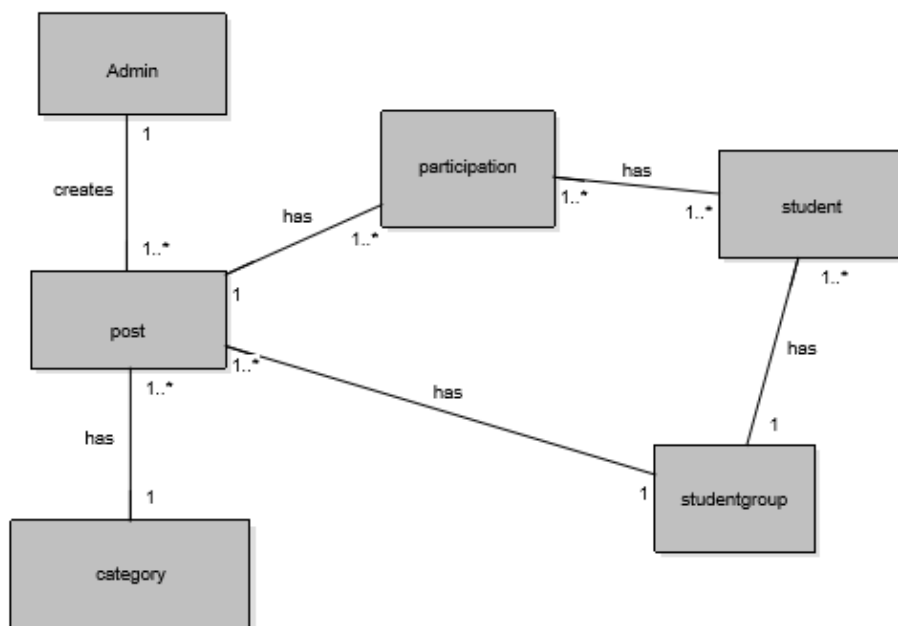 Admin
1
creates
1..*
participation
has
1..*
1..*
has
1..*
student
1..*
1
post
1..*
1..*
has
has
1
has
1
category
1
studentgroup